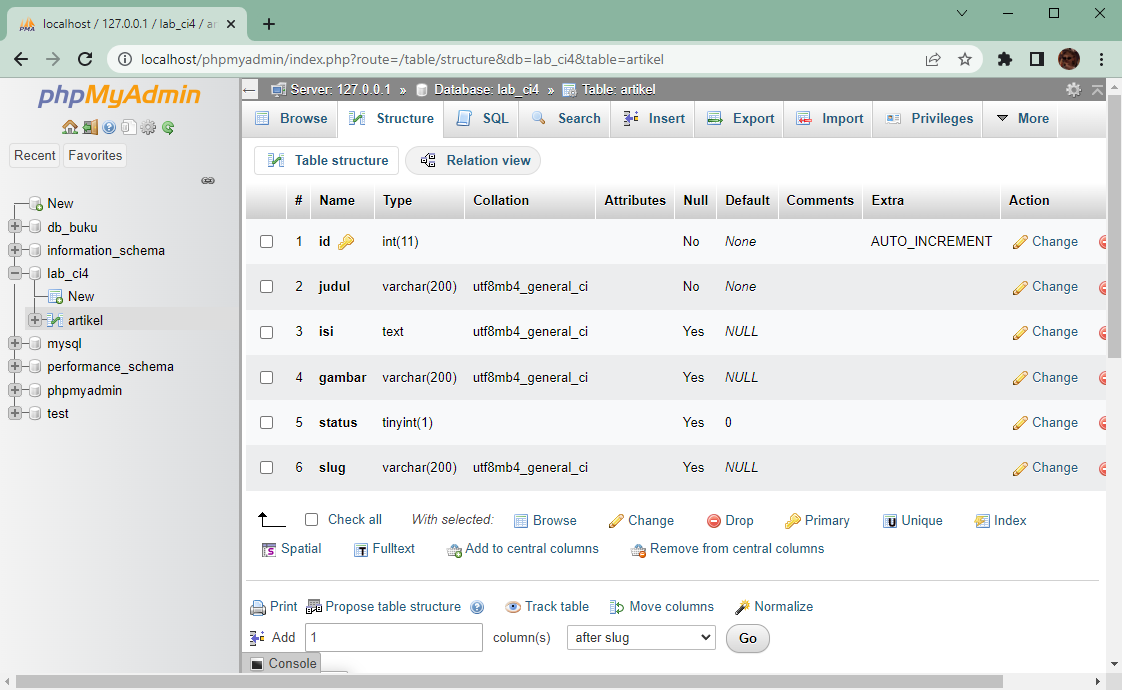 localhost / 127.0.0.1 / lab_ci4 / ar
localhost/phpmyadmin/index.php?route=/table/structure&db=lab_ci4&table=artikel
phpMyAdmin
Recent Favorites
New
db_buku
information_schema
lab_ci4
New
artikel
mysql
performance_schema
phpmyadmin
test
Server: 127.0.0.1 » Database: lab_ci4 » Table: artikel
Browse Structure SQL Search Insert Export Import Privileges More
Table structure Relation view
# Name Type Collation Attributes Null Default Comments Extra Action
1 id int(11) No None AUTO_INCREMENT Change
2 judul varchar(200) utf8mb4_general_ci No None Change
3 isi text utf8mb4_general_ci Yes NULL Change
4 gambar varchar(200) utf8mb4_general_ci Yes NULL Change
5 status tinyint(1) Yes 0 Change
6 slug varchar(200) utf8mb4_general_ci Yes NULL Change
Check all With selected: Browse Change Drop Primary Unique Index
Spatial Fulltext Add to central columns Remove from central columns
Print Propose table structure Track table Move columns Normalize
Add 1 column(s) after slug Go
Console